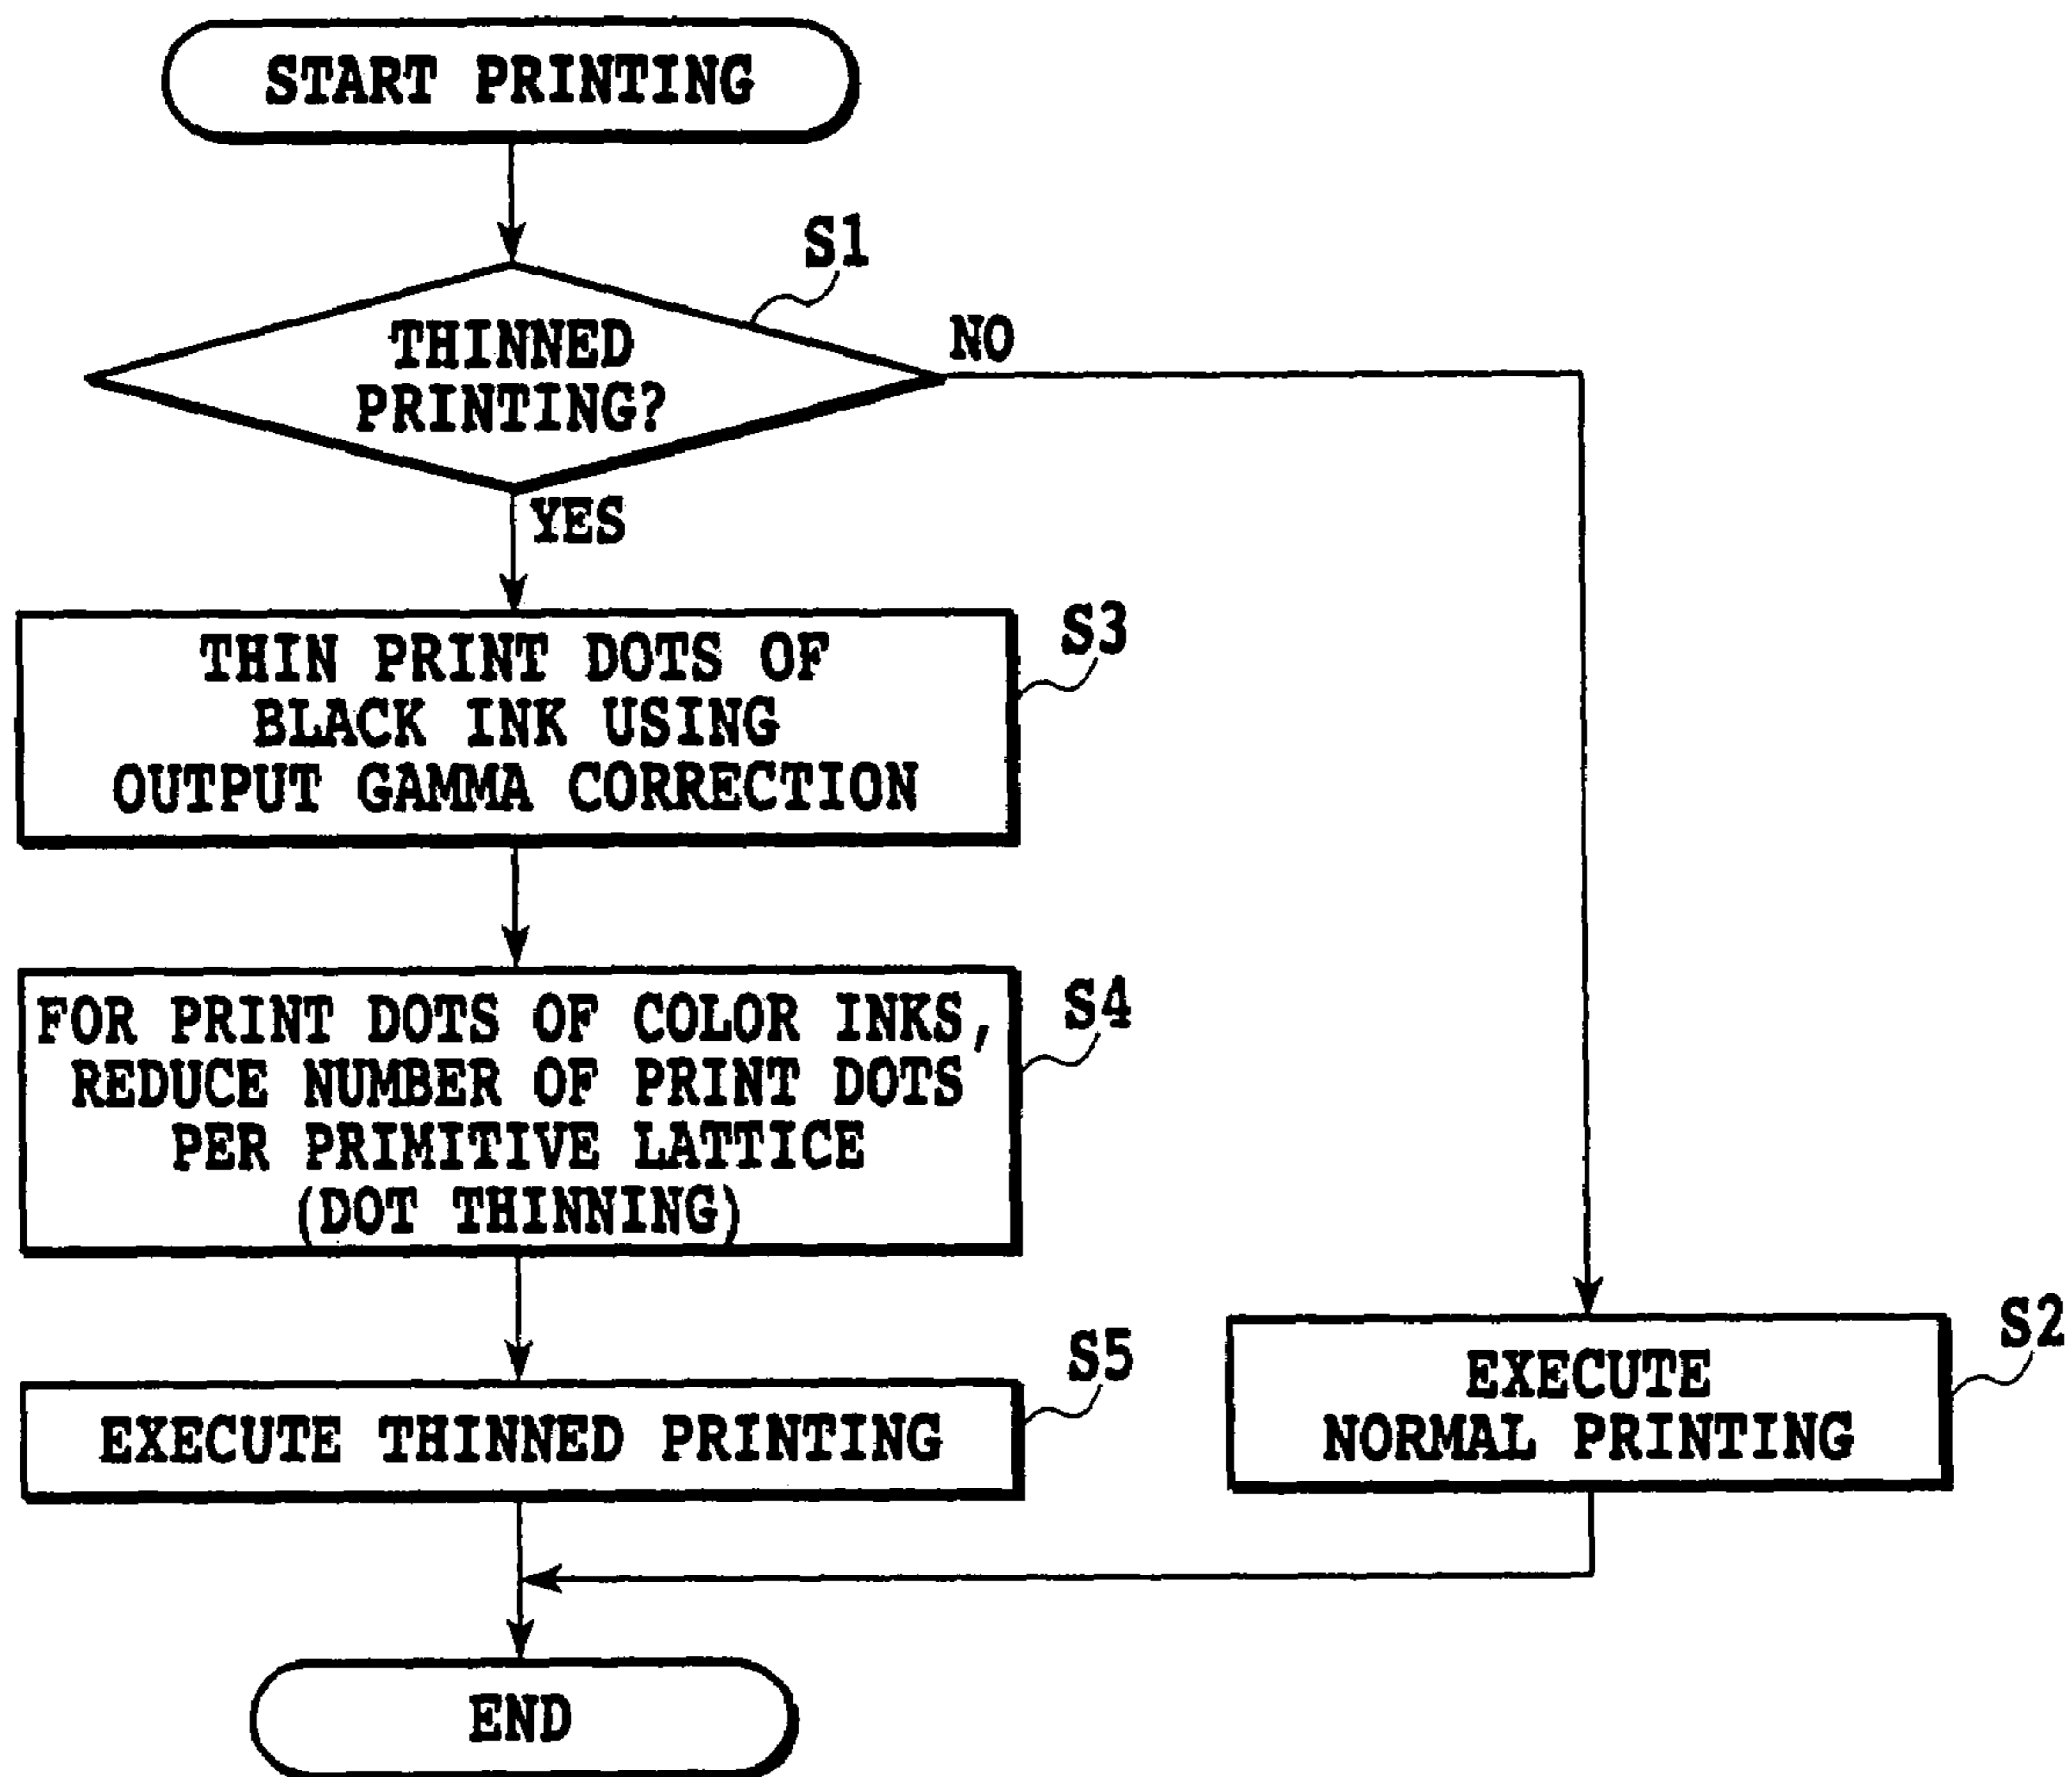 START PRINTING
S1
THINNED
PRINTING?
NO
YES
S3
THIN PRINT DOTS OF
BLACK INK USING
OUTPUT GAMMA CORRECTION
S4
FOR PRINT DOTS OF COLOR INKS,
REDUCE NUMBER OF PRINT DOTS
PER PRIMITIVE LATTICE
(DOT THINNING)
S5
EXECUTE THINNED PRINTING
S2
EXECUTE
NORMAL PRINTING
END